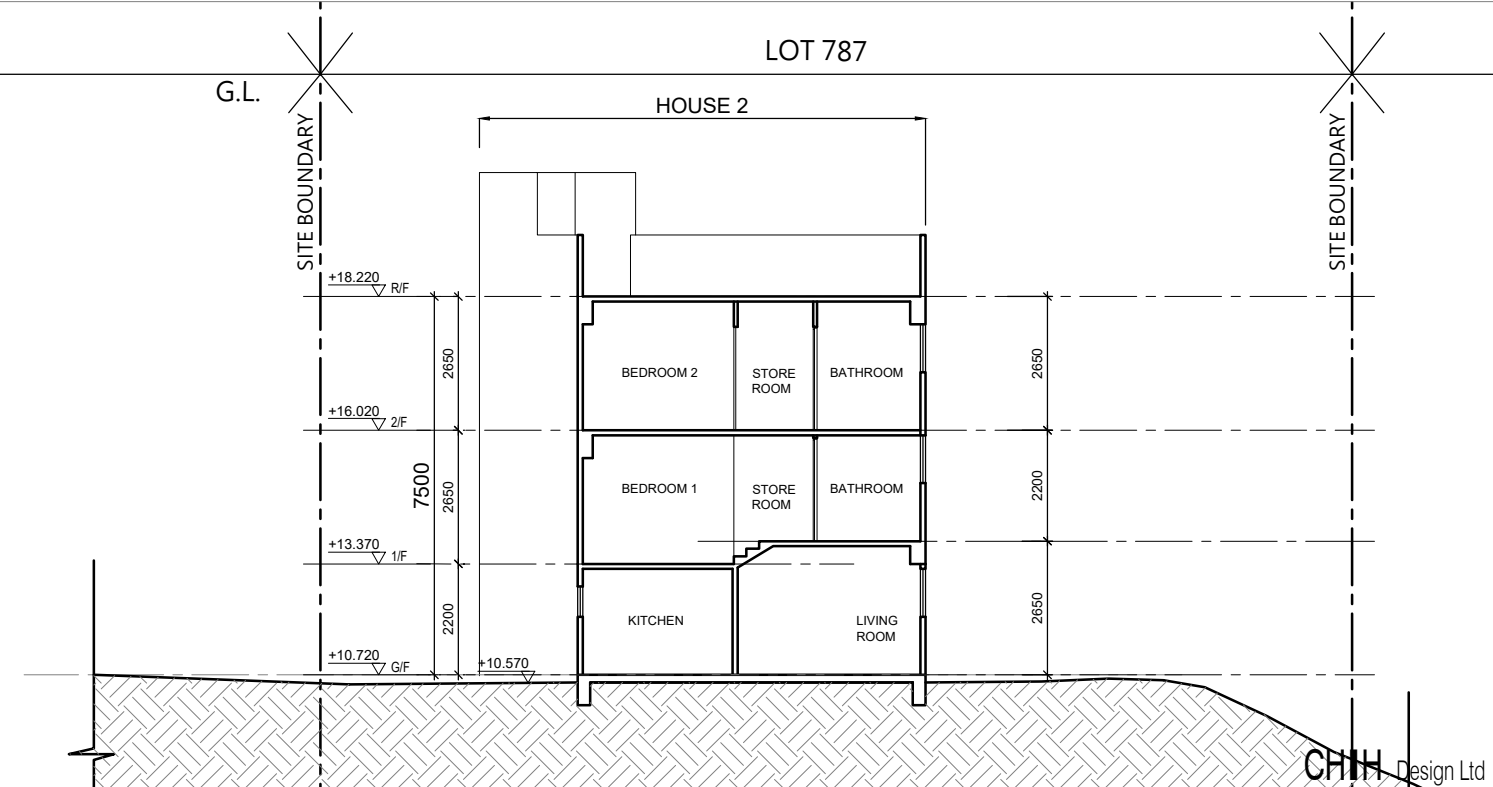 LOT 787
G.L.
HOUSE 2
SITE BOUNDARY
SITE BOUNDARY
+18.220
R/F
2650
BEDROOM 2
STORE
ROOM
BATHROOM
2650
+16.020
2/F
7500
2650
BEDROOM 1
STORE
ROOM
BATHROOM
2200
+13.370
1/F
2200
KITCHEN
LIVING
ROOM
2650
+10.720
G/F
+10.570
Design Ltd